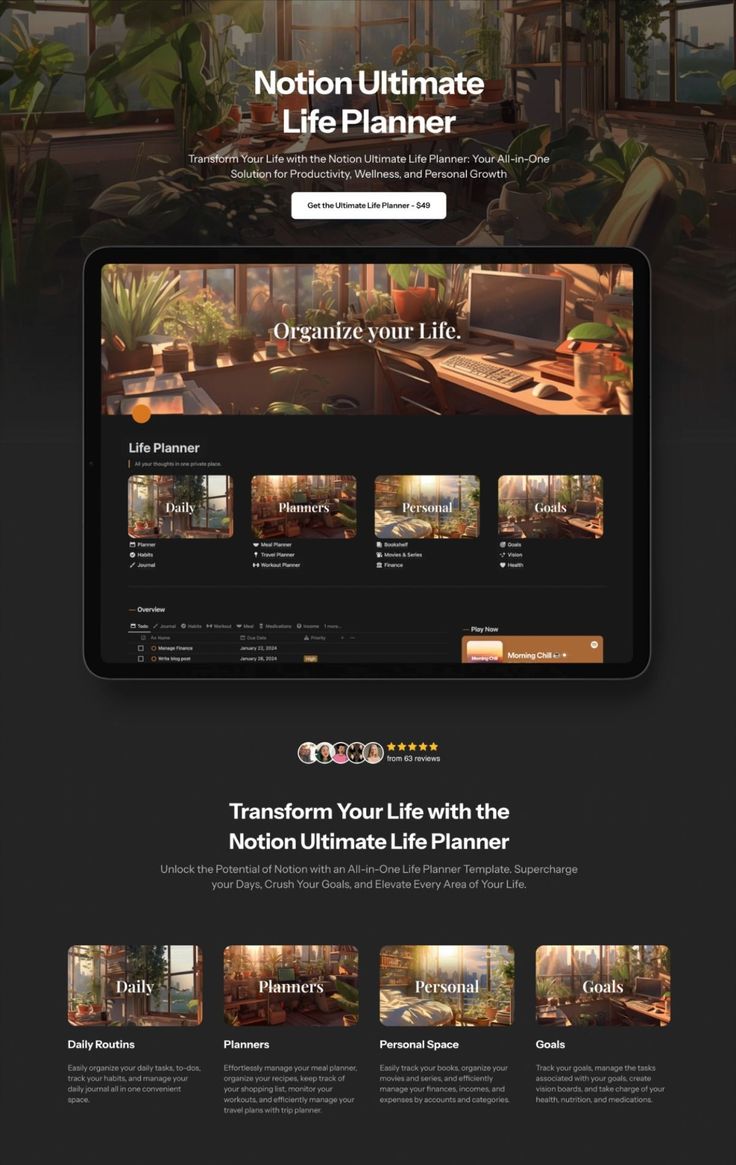 Notion Ultimate
Life Planner
Transform Your Life with the Notion Ultimate Life Planner: Your All-in-One
Solution for Productivity, Wellness, and Personal Growth
Get the Ultimate Life Planner - $49
Organize your Life.
Life Planner
All your thoughts in one private place.
Daily
Planners
Personal
Goals
Planner
Habits
Journal
Meal Planner
Travel Planner
Workout Planner
Bookshelf
Movies & Series
Finance
Goals
Vision
Health
— Overview
Todo Journal Habits Workout Meal Medications Income 1 more...
Aa Name Due Date Priority + ...
Manage Finance January 22, 2024
Write blog post January 28, 2024 High
— Play Now
Morning Chill
Morning Chill
from 63 reviews
Transform Your Life with the
Notion Ultimate Life Planner
Unlock the Potential of Notion with an All-in-One Life Planner Template. Supercharge
your Days, Crush Your Goals, and Elevate Every Area of Your Life.
Daily
Planners
Personal
Goals
Daily Routins
Easily organize your daily tasks, to-dos,
track your habits, and manage your
daily journal all in one convenient
space.
Planners
Effortlessly manage your meal planner,
organize your recipes, keep track of
your shopping list, monitor your
workouts, and efficiently manage your
travel plans with trip planner.
Personal Space
Easily track your books, organize your
movies and series, and efficiently
manage your finances, incomes, and
expenses by accounts and categories.
Goals
Track your goals, manage the tasks
associated with your goals, create
vision boards, and take charge of your
health, nutrition, and medications.